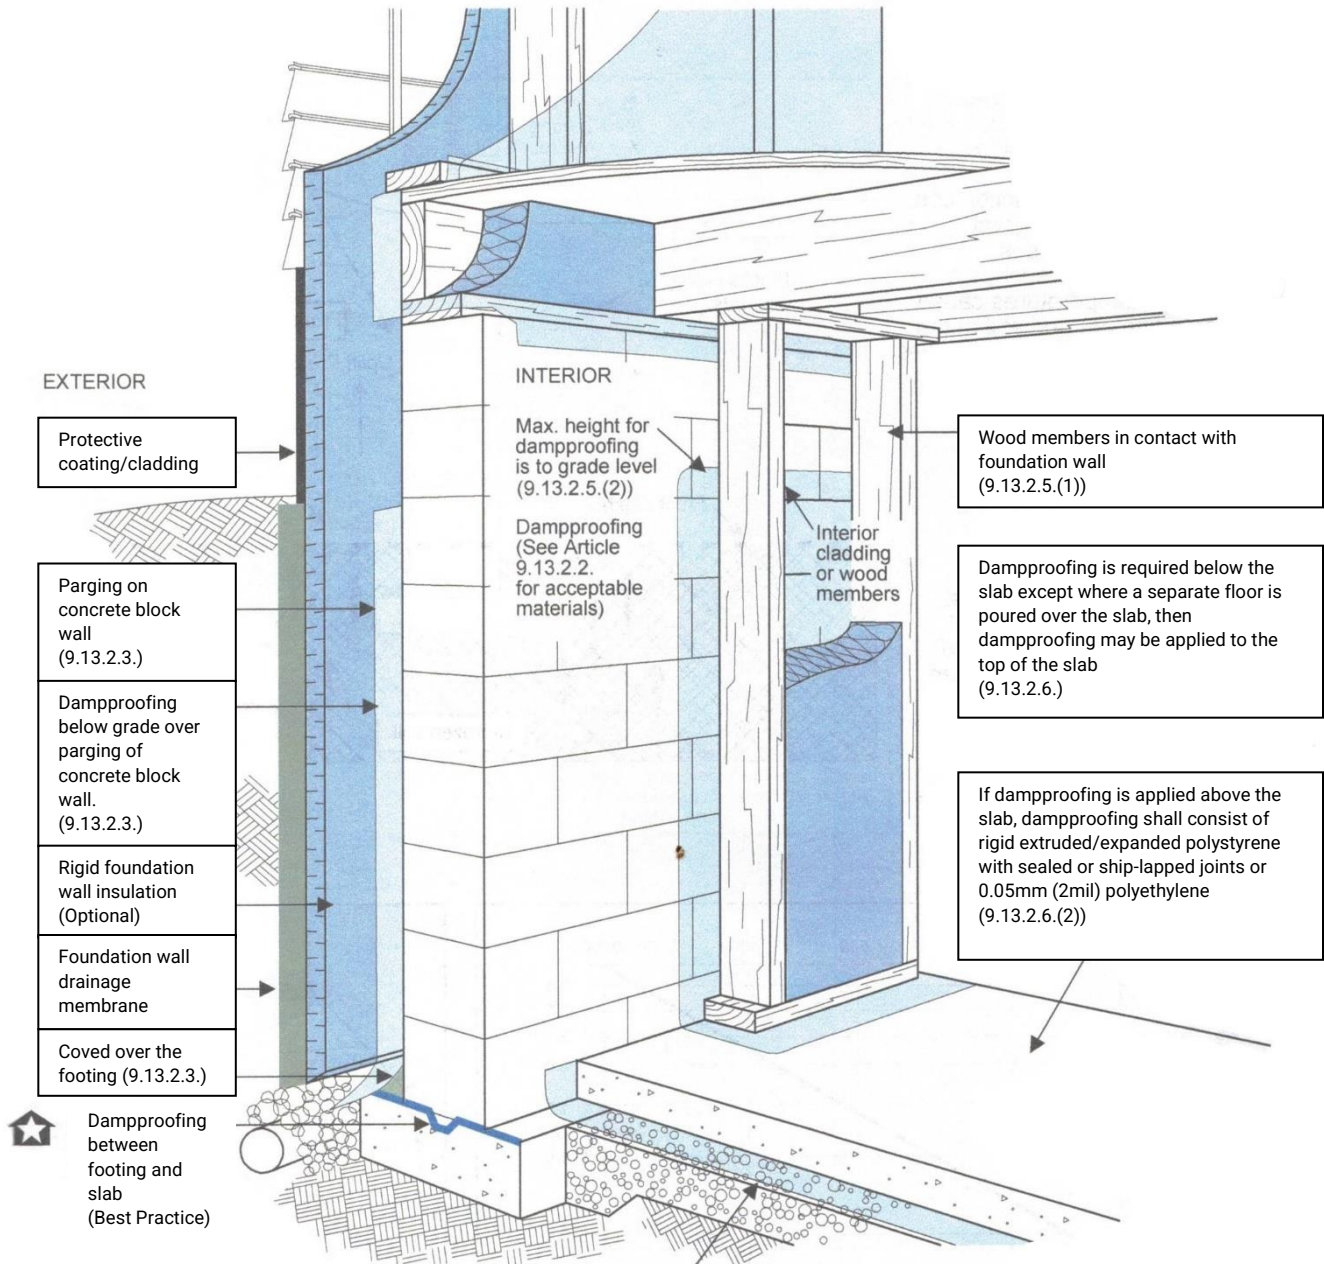 EXTERIOR
Protective
coating/cladding
Parging on
concrete block
wall
(9.13.2.3.)
Dampproofing
below grade over
parging of
concrete block
wall.
(9.13.2.3.)
Rigid foundation
wall insulation
(Optional)
Foundation wall
drainage
membrane
Coved over the
footing (9.13.2.3.)
Dampproofing
between
footing and
slab
(Best Practice)
INTERIOR
Max. height for
dampproofing
is to grade level
(9.13.2.5.(2))
Dampproofing
(See Article
9.13.2.2.
for acceptable
materials)
Interior
cladding
or wood
members
Wood members in contact with
foundation wall
(9.13.2.5.(1))
Dampproofing is required below the
slab except where a separate floor is
poured over the slab, then
dampproofing may be applied to the
top of the slab
(9.13.2.6.)
If dampproofing is applied above the
slab, dampproofing shall consist of
rigid extruded/expanded polystyrene
with sealed or ship-lapped joints or
0.05mm (2mil) polyethylene
(9.13.2.6.(2))